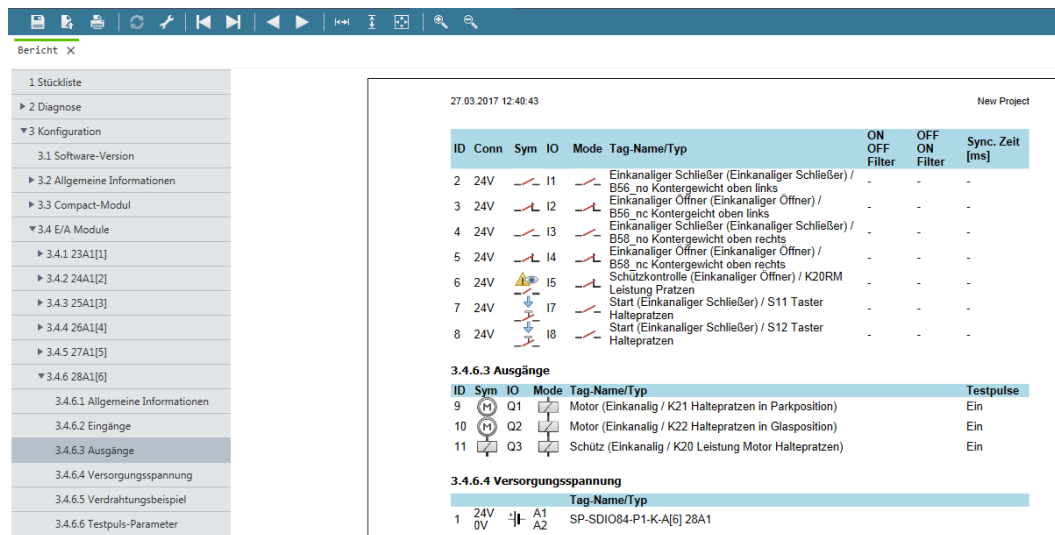 Bericht X
1 Stückliste
2 Diagnose
3 Konfiguration
3.1 Software-Version
3.2 Allgemeine Informationen
3.3 Compact-Modul
3.4 E/A Module
3.4.1 23A1[1]
3.4.2 24A1[2]
3.4.3 25A1[3]
3.4.4 26A1[4]
3.4.5 27A1[5]
3.4.6 28A1[6]
3.4.6.1 Allgemeine Informationen
3.4.6.2 Eingänge
3.4.6.3 Ausgänge
3.4.6.4 Versorgungsspannung
3.4.6.5 Verdrahtungsbeispiel
3.4.6.6 Testpuls-Parameter
27.03.2017 12:40:43 New Project
ID Conn Sym IO Mode Tag-Name/Typ ON OFF Filter OFF ON Filter Sync. Zeit [ms]
2 24V I1 Einkanaliger Schließer (Einkanaliger Schließer) / - - -
B56_no Kontergewicht oben links
3 24V I2 Einkanaliger Öffner (Einkanaliger Öffner) / - - -
B56_nc Kontergeicht oben links
4 24V I3 Einkanaliger Schließer (Einkanaliger Schließer) / - - -
B58_no Kontergewicht oben rechts
5 24V I4 Einkanaliger Öffner (Einkanaliger Öffner) / - - -
B58_nc Kontergewicht oben rechts
6 24V I5 Schützkontrolle (Einkanaliger Öffner) / K20RM - - -
Leistung Pratzen
7 24V I7 Start (Einkanaliger Schließer) / S11 Taster - - -
Haltepratzen
8 24V I8 Start (Einkanaliger Schließer) / S12 Taster - - -
Haltepratzen
3.4.6.3 Ausgänge
ID Sym IO Mode Tag-Name/Typ Testpulse
9 M Q1 Motor (Einkanalig / K21 Haltepratzen in Parkposition) Ein
10 M Q2 Motor (Einkanalig / K22 Haltepratzen in Glasposition) Ein
11 Q3 Schütz (Einkanalig / K20 Leistung Motor Haltepratzen) Ein
3.4.6.4 Versorgungsspannung
Tag-Name/Typ
1 24V 0V A1 A2 SP-SDIO84-P1-K-A[6] 28A1